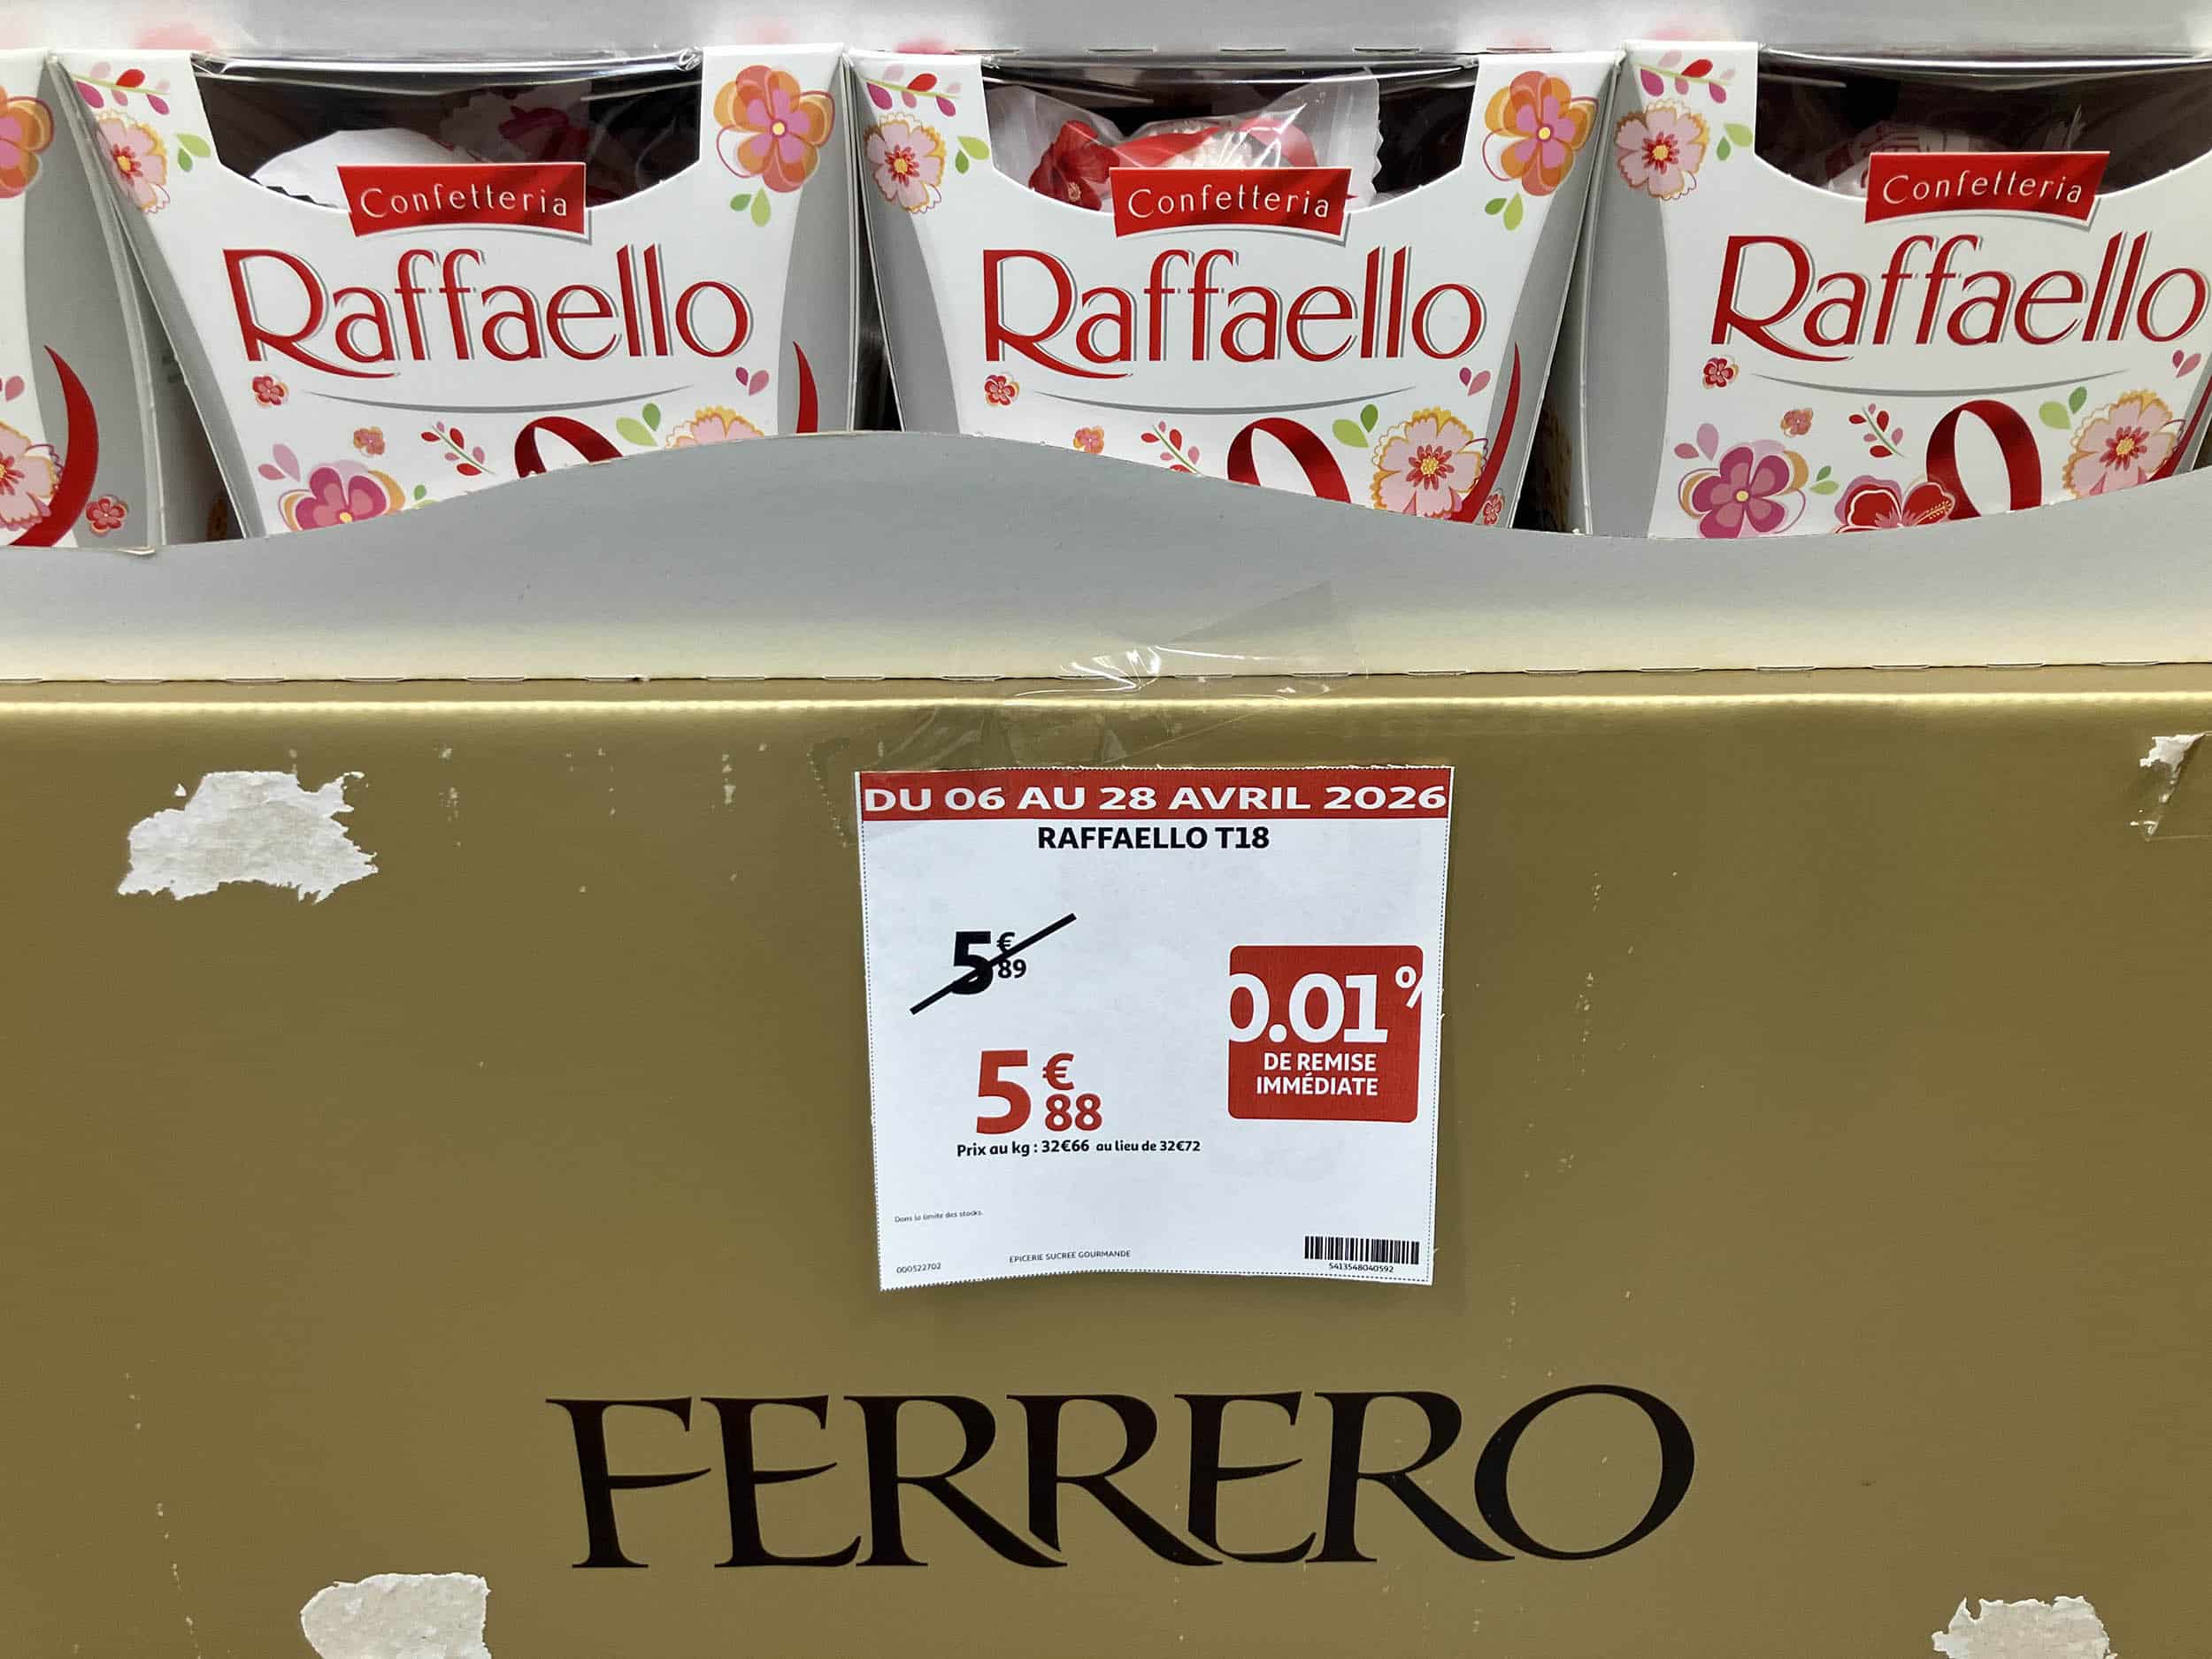 Confetteria
Raffaello
Confetteria
Raffaello
Confetteria
Raffaello
DU 06 AU 28 AVRIL 2026
RAFFAELLO T18
5€89
0.01%
DE REMISE
IMMÉDIATE
5€88
Prix au kg : 32€66 au lieu de 32€72
Dans la limite des stocks.
EPICERIE SUCREE GOURMANDE
000522702
5413548040592
FERRERO